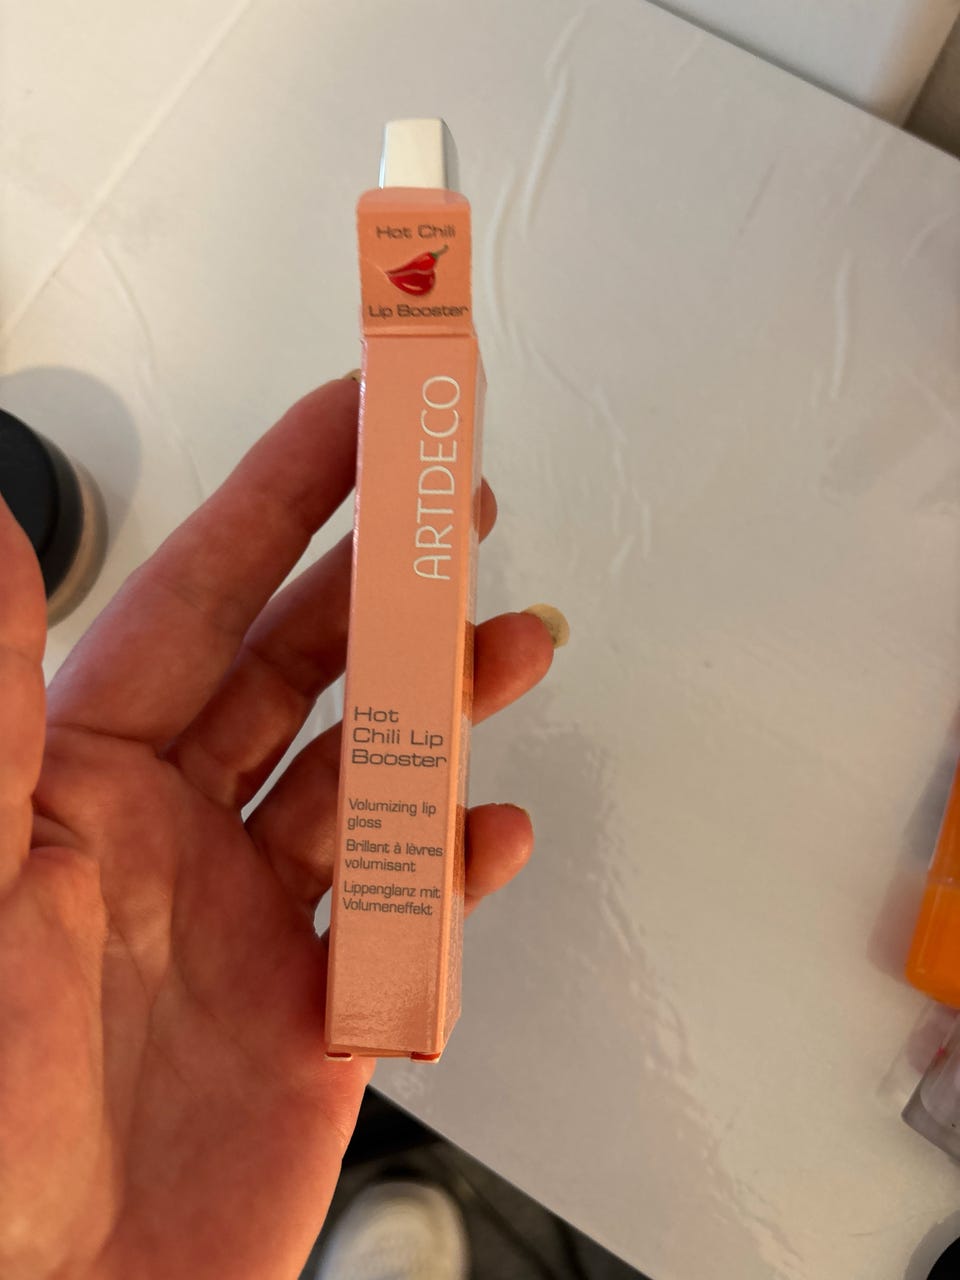 Hot Chili
Lip Booster
ARTDECO
Hot
Chili Lip
Booster
Volumizing lip
gloss
Brillant à lèvres
volumisant
Lippenglanz mit
Volumeneffekt